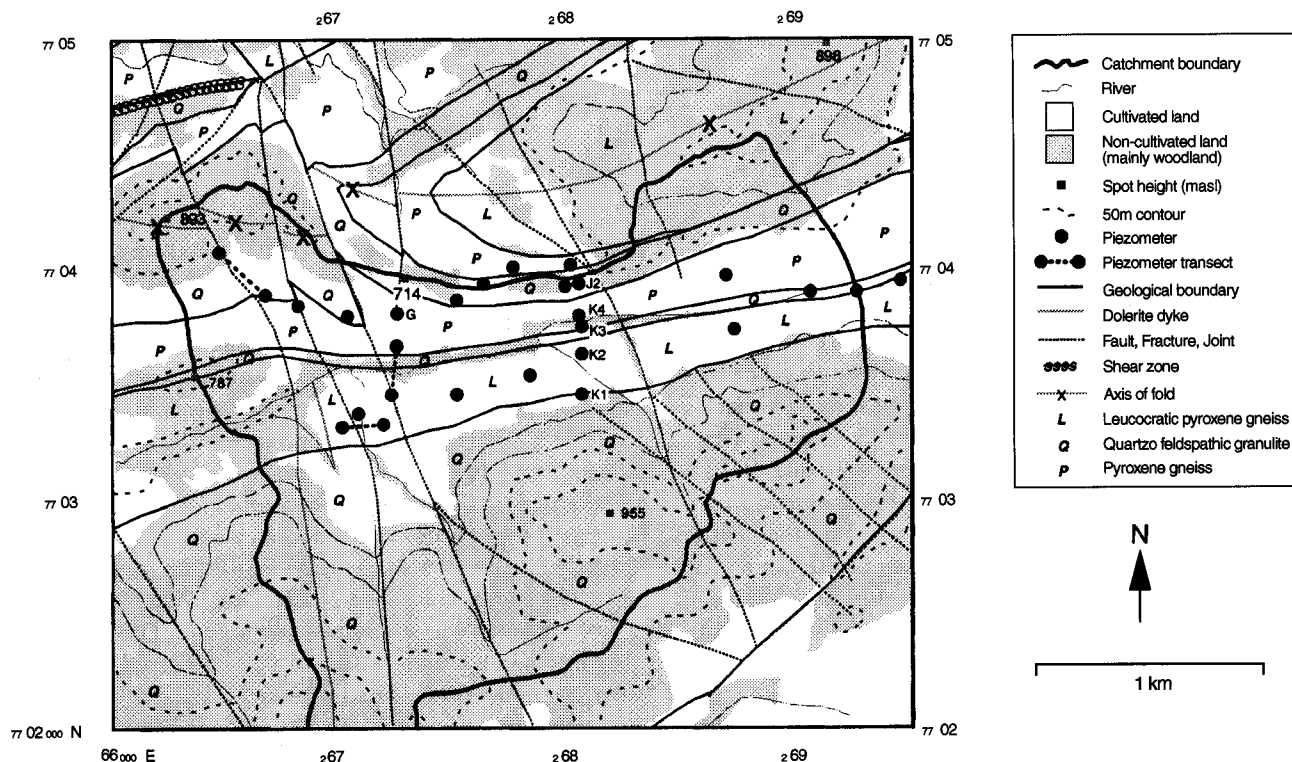 267 268 269
77 05 77 05
L 898
P Q
P
Q
P L
P L
Q
893 Q P L
Q
77 04 P 77 04
Q J2 P
714 Q
G K4
P P K3 P Q
P Q Q K2 L L L
787
L L K1
L Q
Q Q
77 03 Q 77 03
955 Q
Q
Q
Q
Q
77 02 000 N 77 02
66 000 E 267 268 269
Catchment boundary
River
Cultivated land
Non-cultivated land
(mainly woodland)
Spot height (masl)
50m contour
Piezometer
Piezometer transect
Geological boundary
Dolerite dyke
Fault, Fracture, Joint
Shear zone
Axis of fold
L Leucocratic pyroxene gneiss
Q Quartzo feldspathic granulite
P Pyroxene gneiss
N
1 km